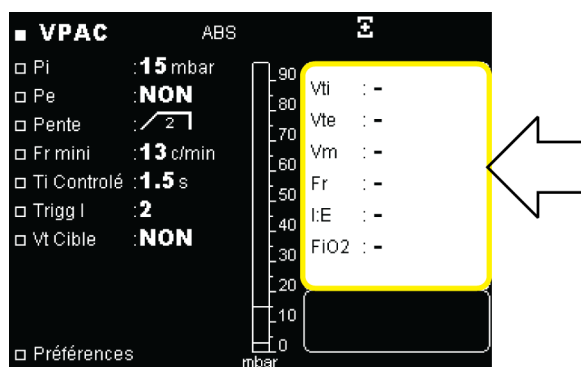 VPAC ABS
Pi :15 mbar
Pe :NON
Pente : 2
Fr mini :13 c/min
Ti Controlé :1.5 s
Trigg I :2
Vt Cible :NON
Préférences
90
80
70
60
50
40
30
20
10
0
mbar
Vti : -
Vte : -
Vm : -
Fr : -
I:E : -
FiO2 : -